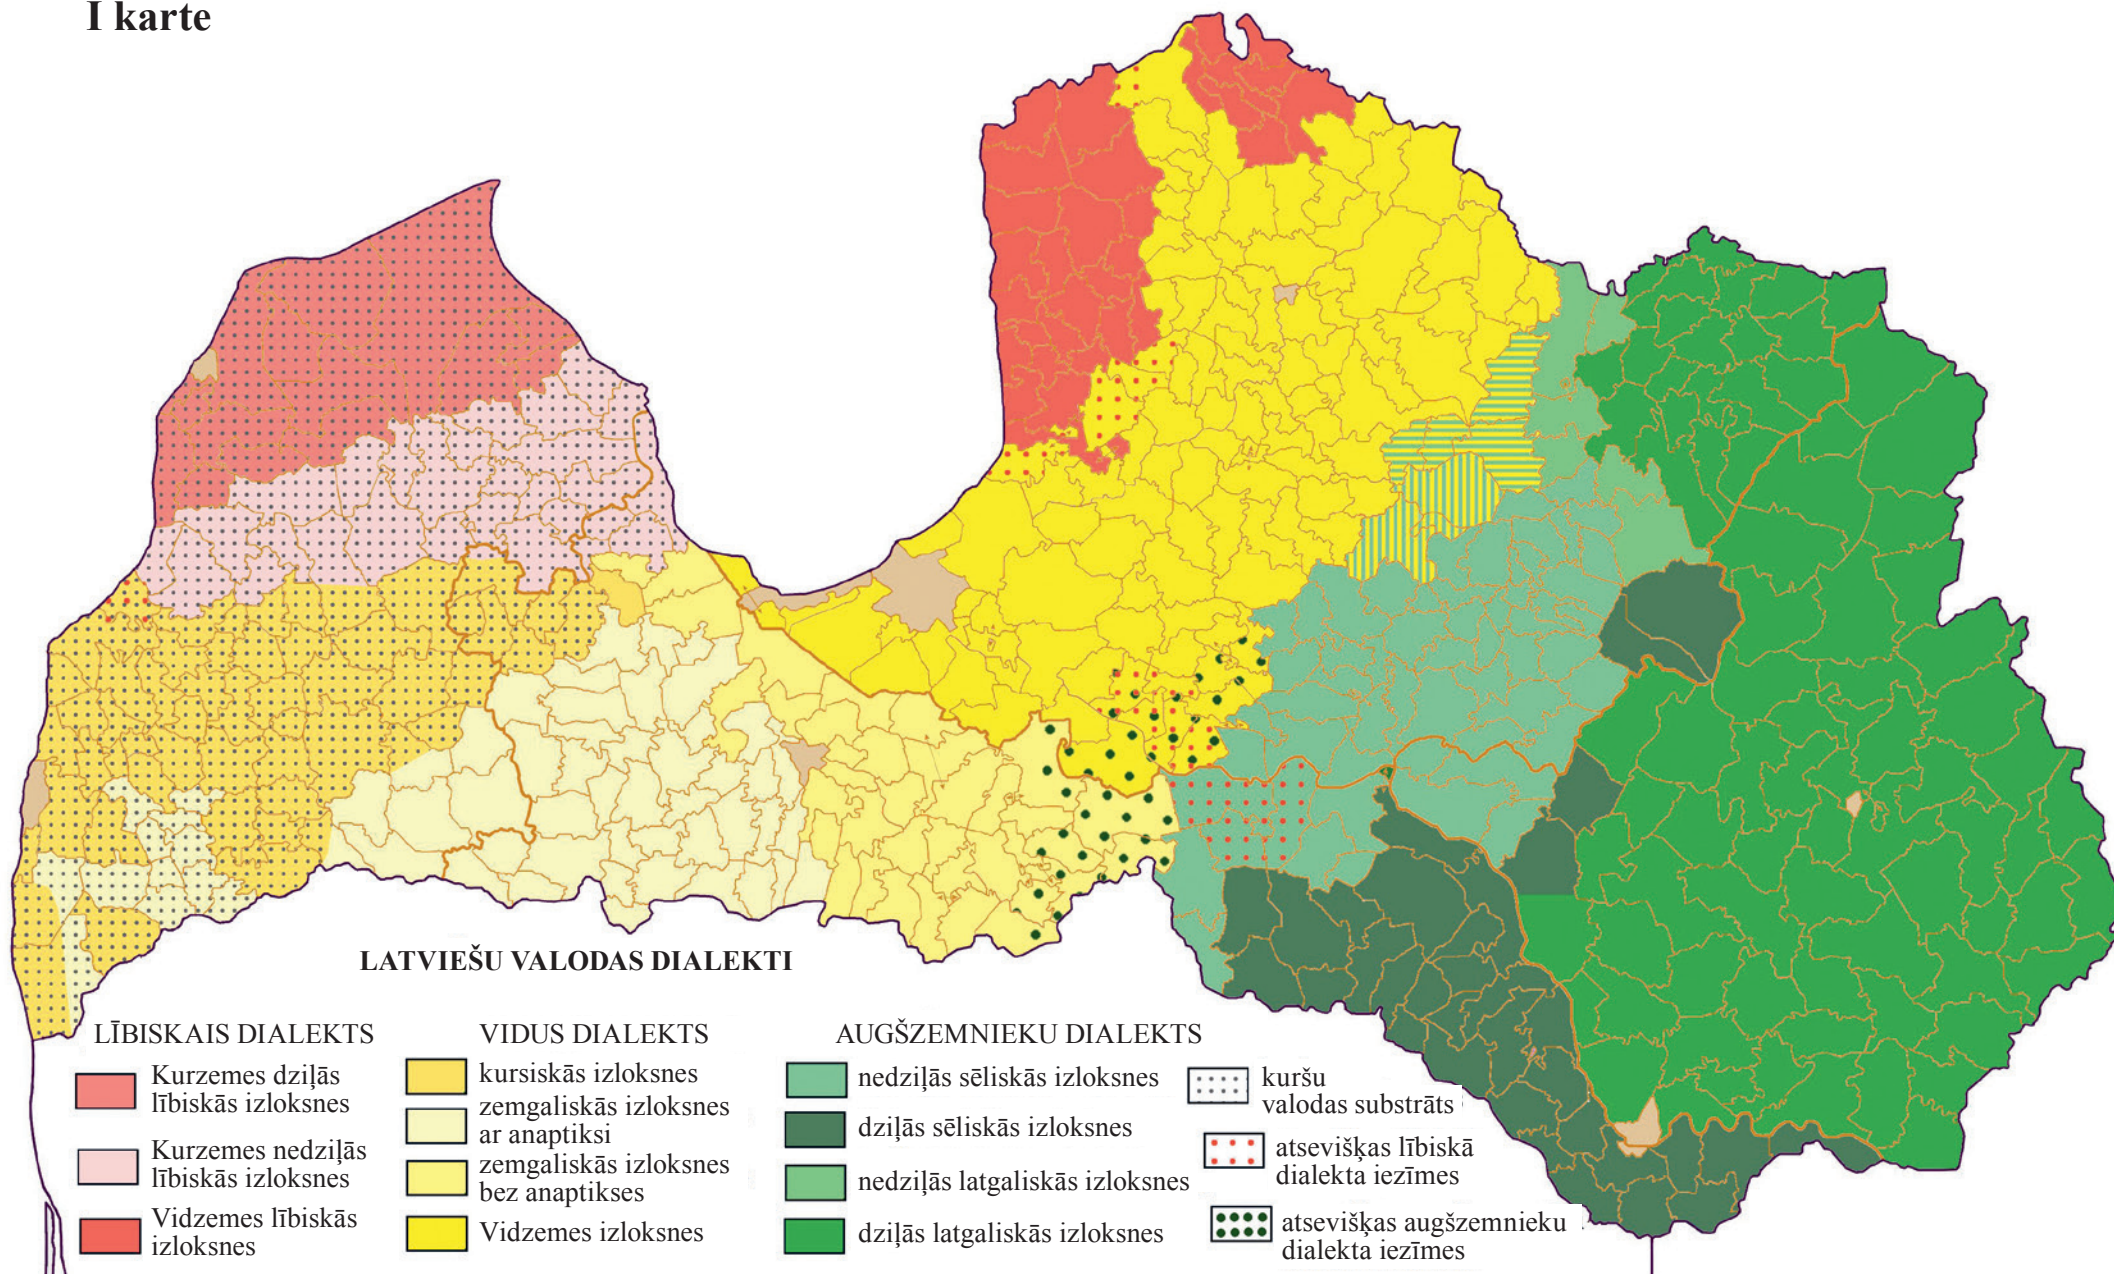 I karte
LATVIEŠU VALODAS DIALEKTI
LĪBISKAIS DIALEKTS
Kurzemes dziļās
lībiskās izloksnes
Kurzemes nedziļās
lībiskās izloksnes
Vidzemes lībiskās
izloksnes
VIDUS DIALEKTS
kursiskās izloksnes
zemgaliskās izloksnes
ar anaptiksi
zemgaliskās izloksnes
bez anaptikses
Vidzemes izloksnes
AUGŠZEMNIEKU DIALEKTS
nedziļās sēliskās izloksnes
dziļās sēliskās izloksnes
nedziļās latgaliskās izloksnes
dziļās latgaliskās izloksnes
kuršu
valodas substrāts
atsevišķas lībiskā
dialekta iezīmes
atsevišķas augšzemnieku
dialekta iezīmes